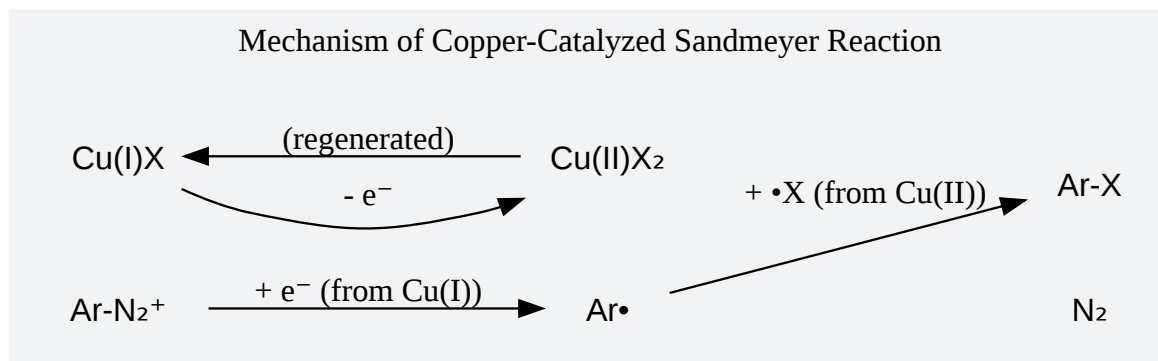 Mechanism of Copper-Catalyzed Sandmeyer Reaction
(regenerated)
Cu(I)X
Cu(II)X₂
- e⁻
+ •X (from Cu(II))
Ar-X
+ e⁻ (from Cu(I))
Ar-N₂⁺
Ar•
N₂